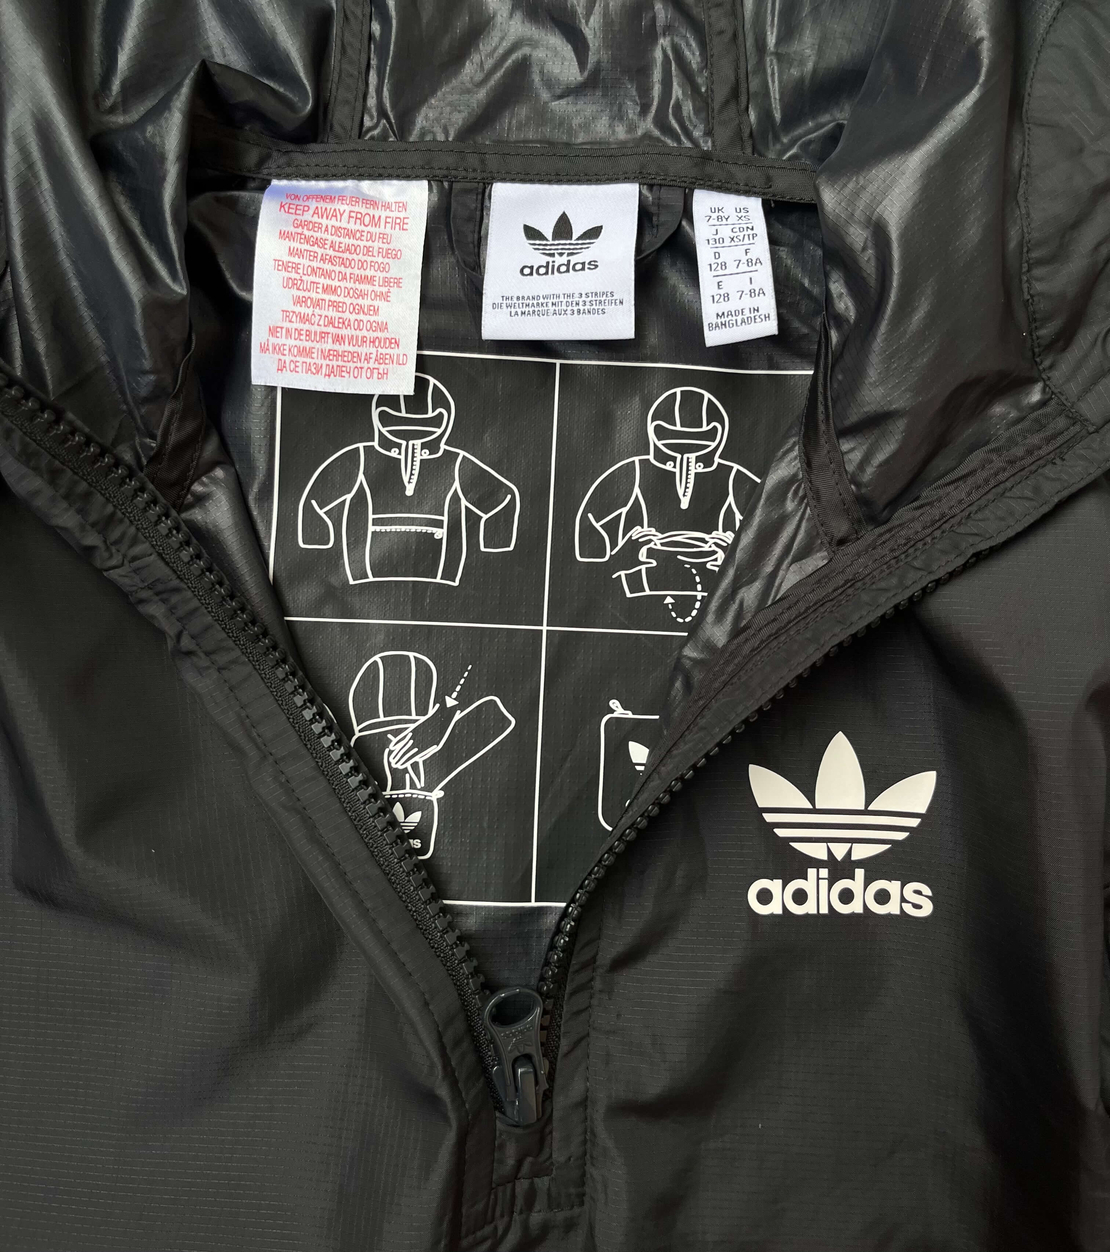 VON OFFENEM FEUER FERN HALTEN
KEEP AWAY FROM FIRE
GARDER A DISTANCE DU FEU
MANTÉNGASE ALEJADO DEL FUEGO
MANTER AFASTADO DO FOGO
TENERE LONTANO DA FIAMME LIBERE
UDRŽUJTE MIMO DOSAH OHNĚ
VAROVATI PRED OGNJEM
TRZYMAĆ Z DALEKA OD OGNIA
NIET IN DE BUURT VAN VUUR HOUDEN
MÅ IKKE KOMME I NÆRHEDEN AF ÅBEN ILD
ДА СЕ ПАЗИ ДАЛЕЧ ОТ ОГЪН
adidas
THE BRAND WITH THE 3 STRIPES
DIE WELTMARKE MIT DEN 3 STREIFEN
LA MARQUE AUX 3 BANDES
UK US
7-8Y XS
J CDN
130 XS/TP
D F
128 7-8A
E I
128 7-8A
MADE IN
BANGLADESH
adidas